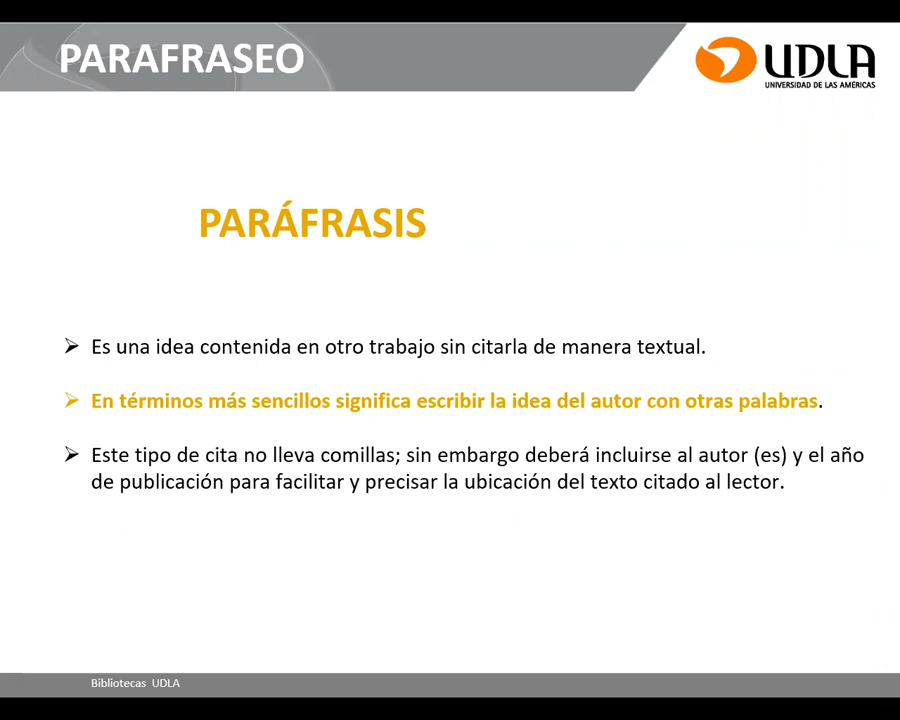 PARAFRASEO
UDLA
UNIVERSIDAD DE LAS AMÉRICAS
PARÁFRASIS
➢ Es una idea contenida en otro trabajo sin citarla de manera textual.
➢ En términos más sencillos significa escribir la idea del autor con otras palabras.
➢ Este tipo de cita no lleva comillas; sin embargo deberá incluirse al autor (es) y el año
de publicación para facilitar y precisar la ubicación del texto citado al lector.
Bibliotecas UDLA